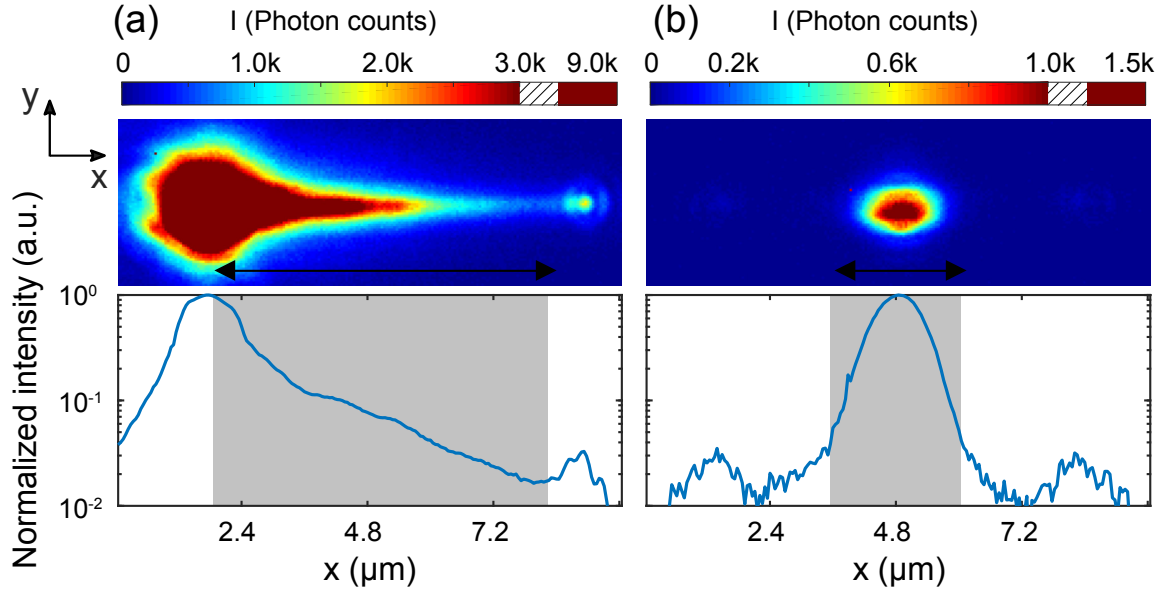 (a) I (Photon counts)
0 1.0k 2.0k 3.0k 9.0k
(b) I (Photon counts)
0 0.2k 0.6k 1.0k 1.5k
y
x
Normalized intensity (a.u.)
10⁰
10⁻¹
10⁻²
2.4 4.8 7.2
x (μm)
2.4 4.8 7.2
x (μm)